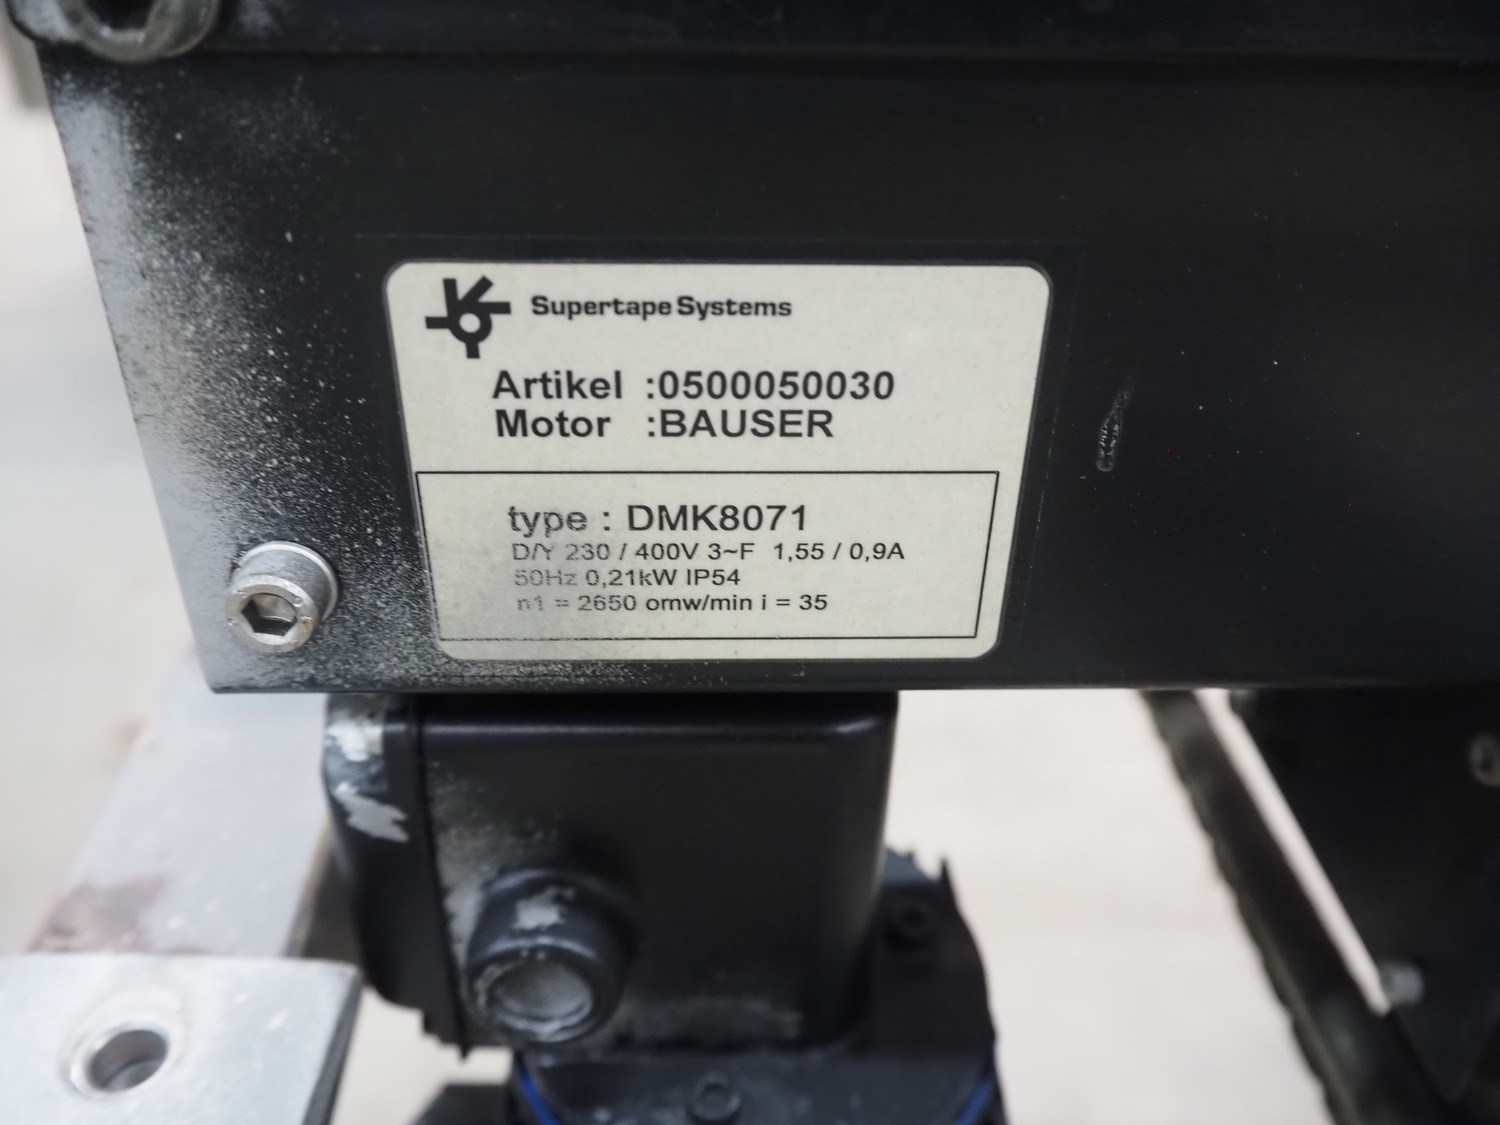 Supertape Systems
Artikel :0500050030
Motor :BAUSER
type : DMK8071
D/Y 230 / 400V 3~F 1,55 / 0,9A
50Hz 0,21kW IP54
n1 = 2650 omw/min i = 35